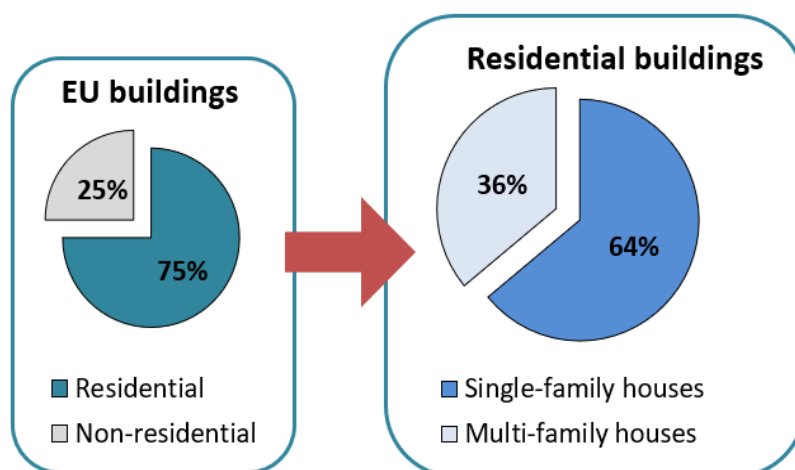 EU buildings
25%
75%
Residential
Non-residential
Residential buildings
36%
64%
Single-family houses
Multi-family houses